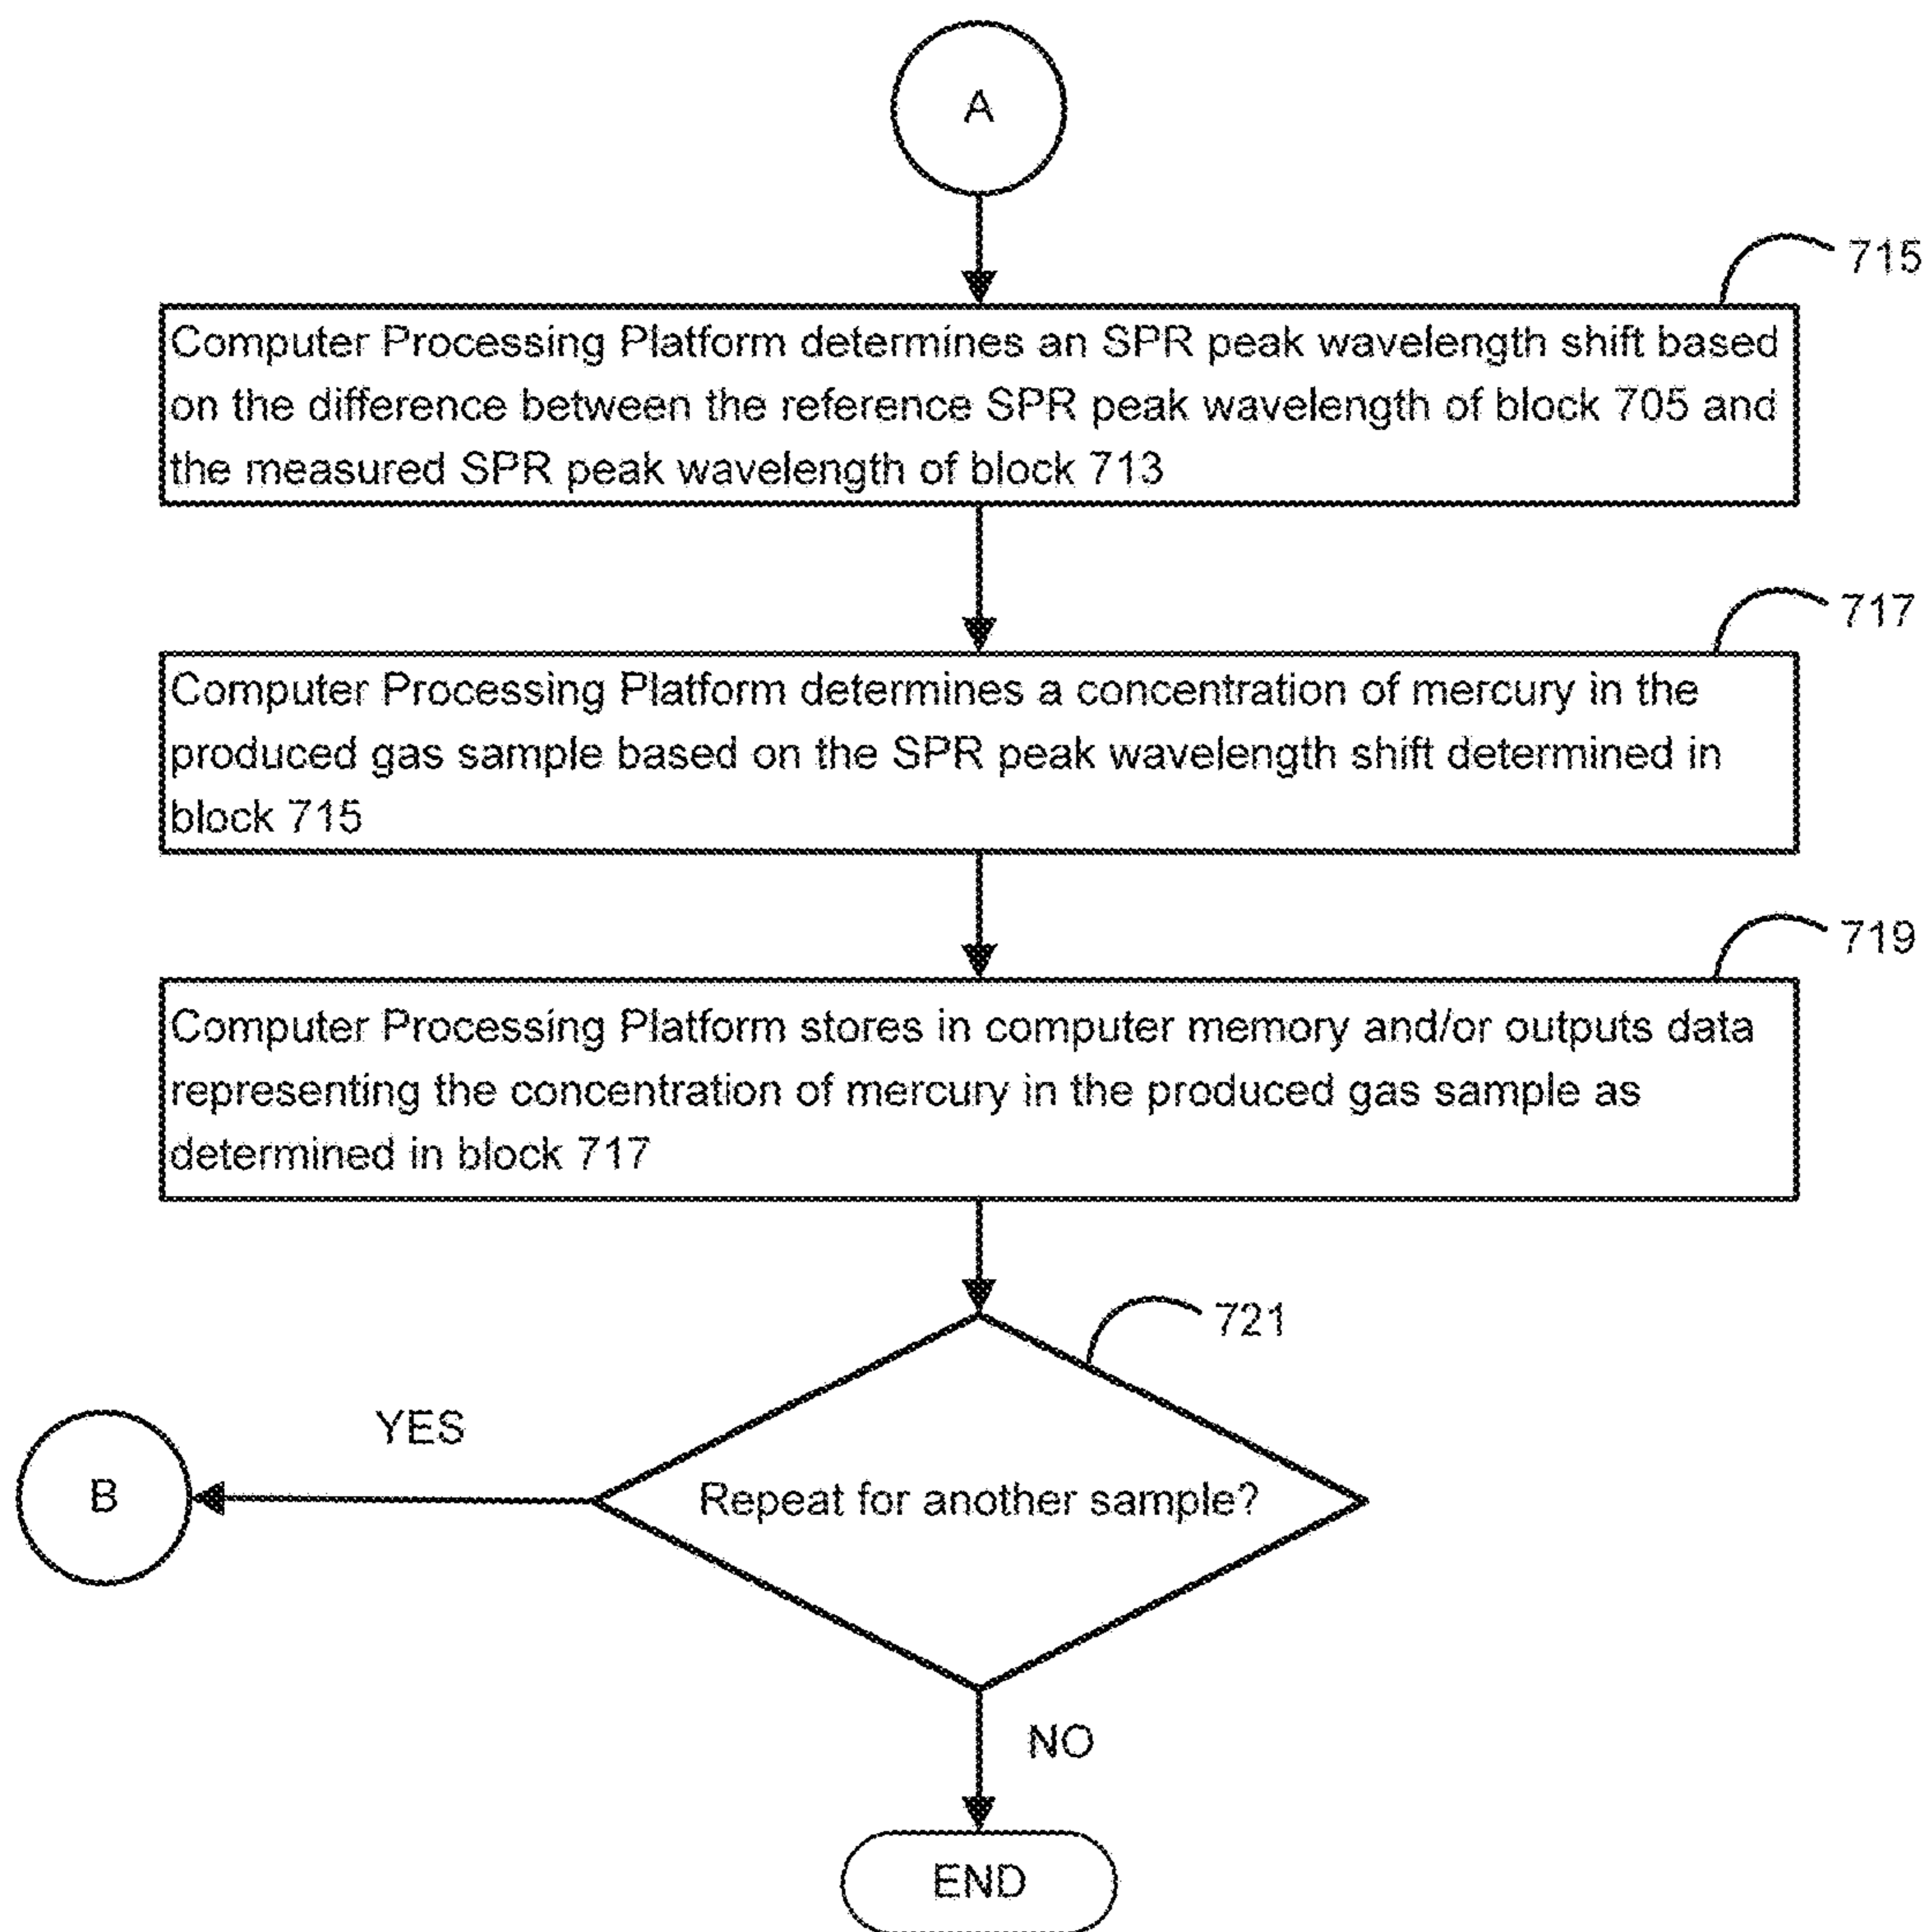 A
715
Computer Processing Platform determines an SPR peak wavelength shift based
on the difference between the reference SPR peak wavelength of block 705 and
the measured SPR peak wavelength of block 713
717
Computer Processing Platform determines a concentration of mercury in the
produced gas sample based on the SPR peak wavelength shift determined in
block 715
719
Computer Processing Platform stores in computer memory and/or outputs data
representing the concentration of mercury in the produced gas sample as
determined in block 717
721
YES
B
Repeat for another sample?
NO
END